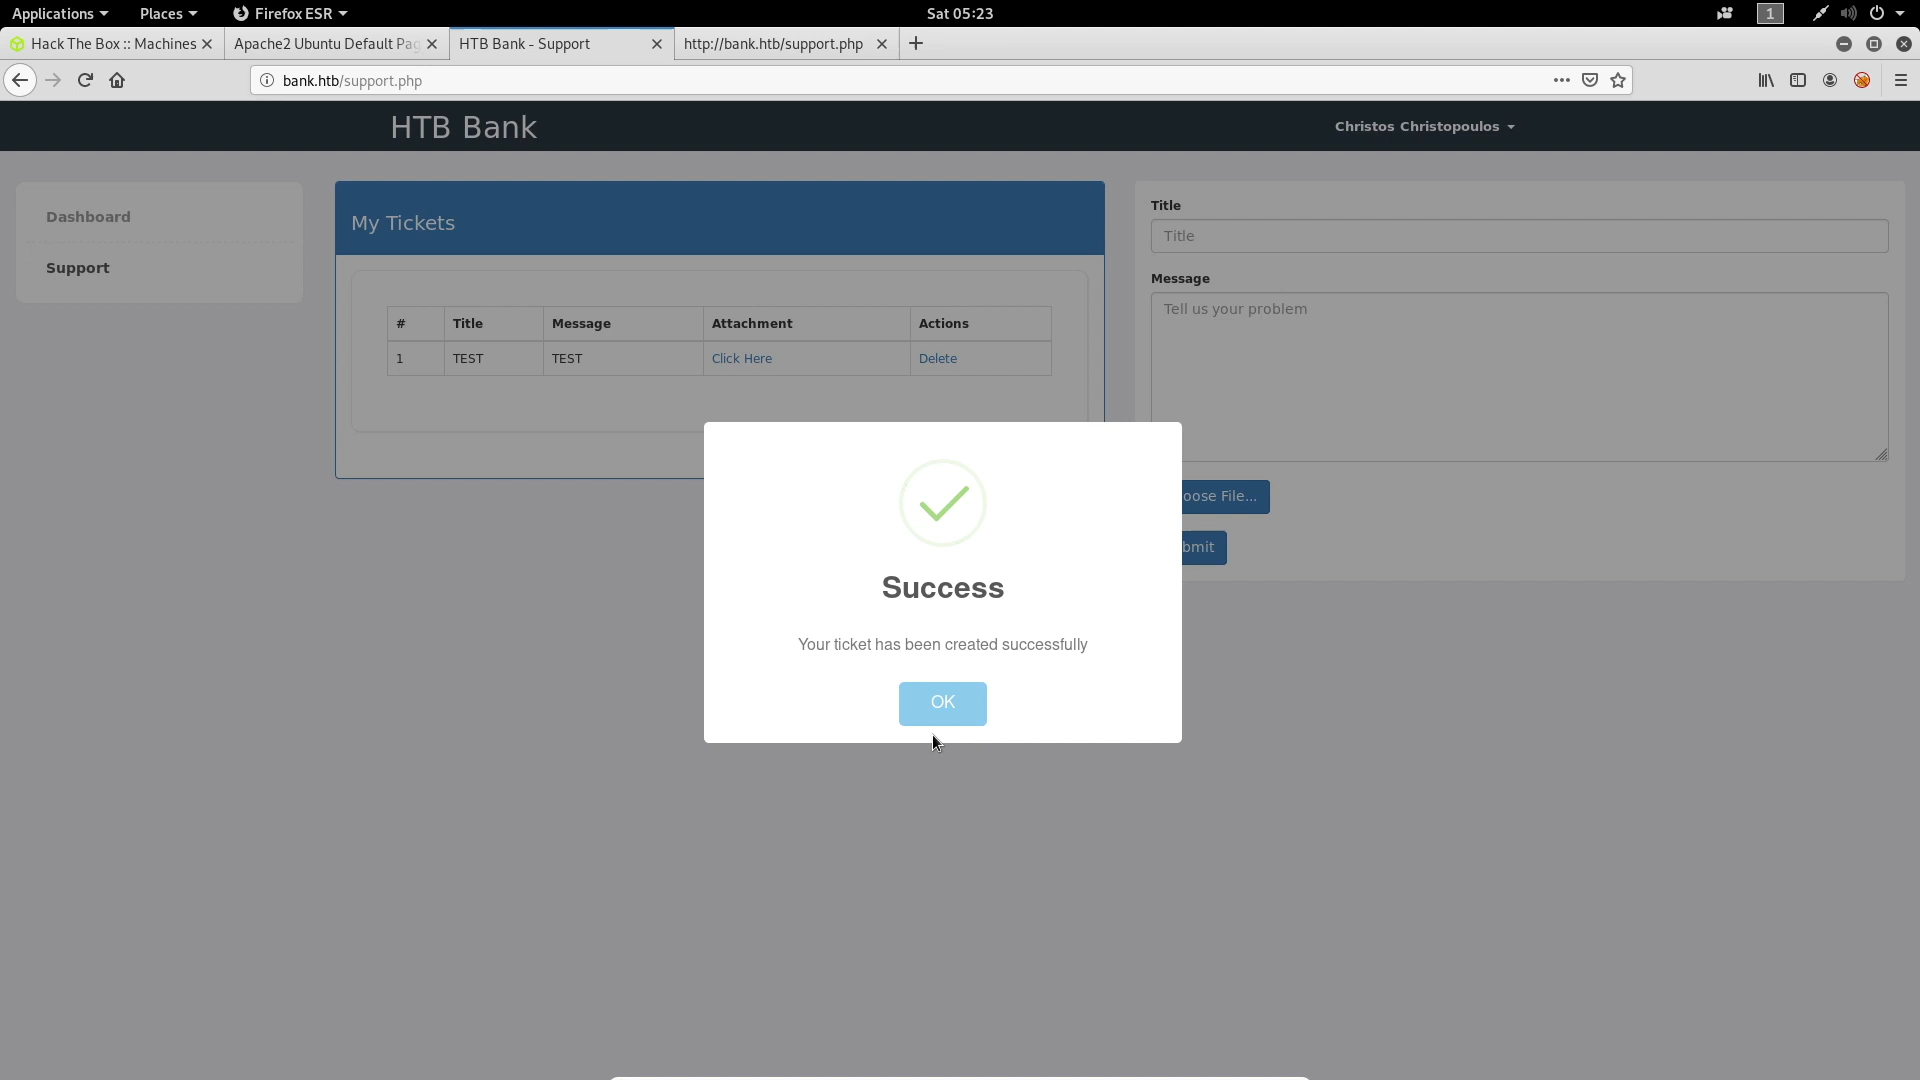 Applications Places Firefox ESR Sat 05:23 1
Hack The Box :: Machines Apache2 Ubuntu Default Pag HTB Bank - Support http://bank.htb/support.php
bank.htb/support.php
HTB Bank Christos Christopoulos
Dashboard
Support
My Tickets
# Title Message Attachment Actions
1 TEST TEST Click Here Delete
Title
Title
Message
Tell us your problem
oose File...
bmit
Success
Your ticket has been created successfully
OK